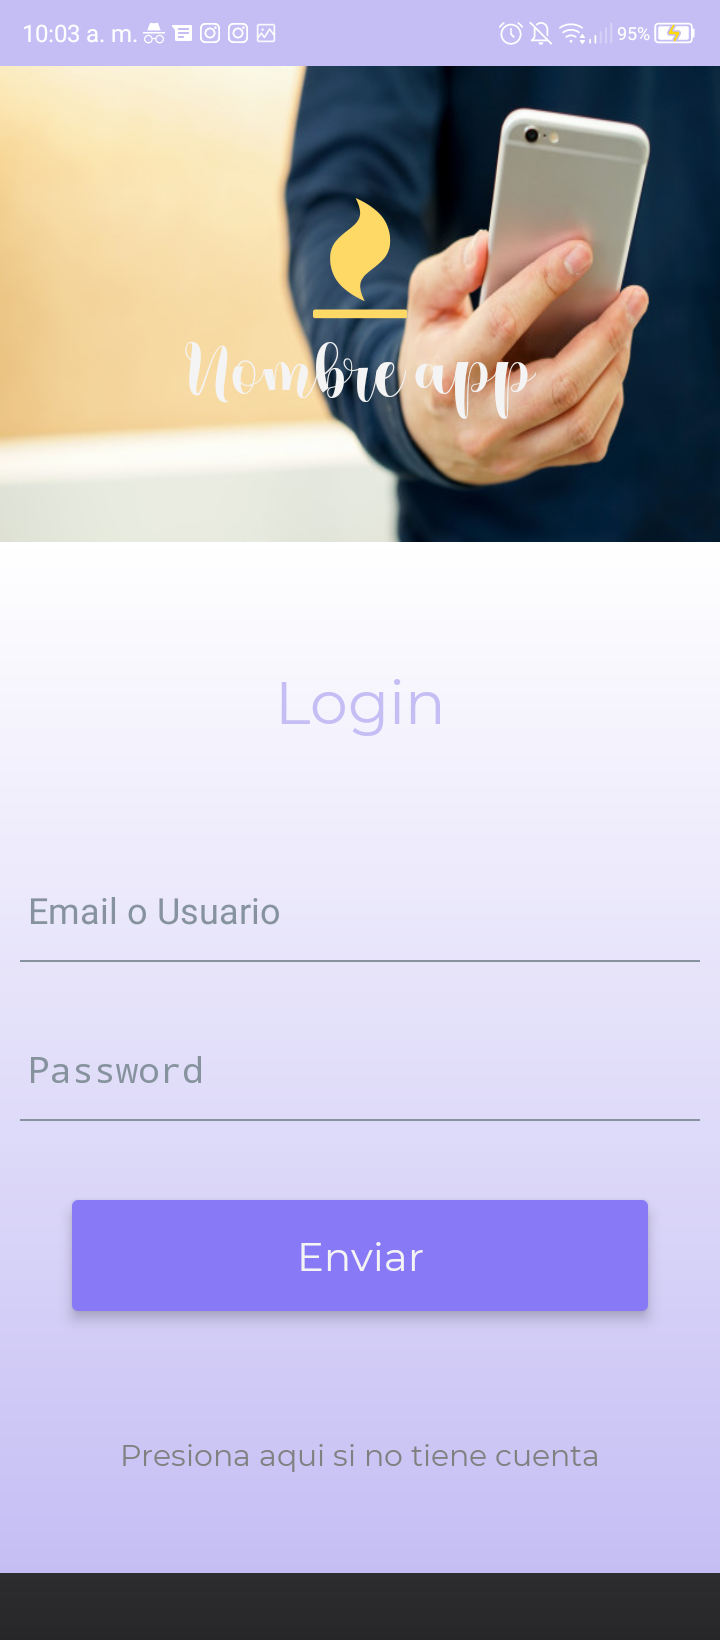 10:03 a. m. 95%
Nombre app
Login
Email o Usuario
Password
Enviar
Presiona aqui si no tiene cuenta